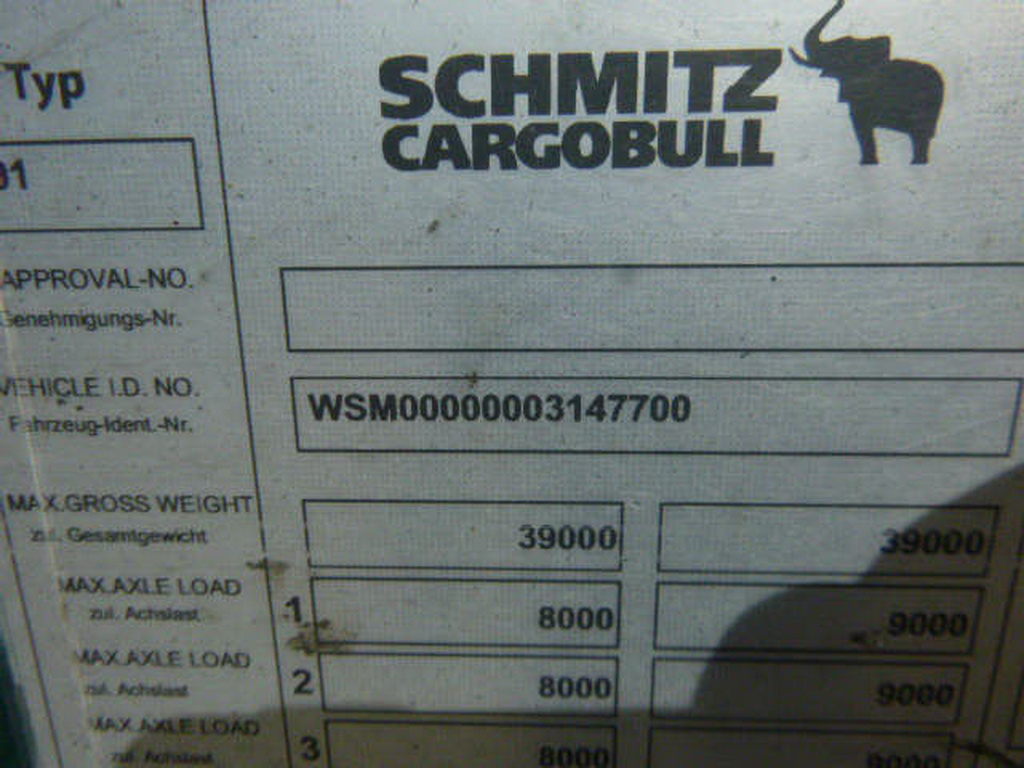 Typ
SCHMITZ
CARGOBULL
01
APPROVAL-NO.
Genehmigungs-Nr.
VEHICLE I.D. NO.
Fahrzeug-Ident.-Nr.
WSM00000003147700
MAX.GROSS WEIGHT
zul. Gesamtgewicht
39000 39000
MAX.AXLE LOAD
zul. Achslast
1 8000 9000
MAX.AXLE LOAD
zul. Achslast
2 8000 9000
MAX.AXLE LOAD
zul. Achslast
3 8000 9000